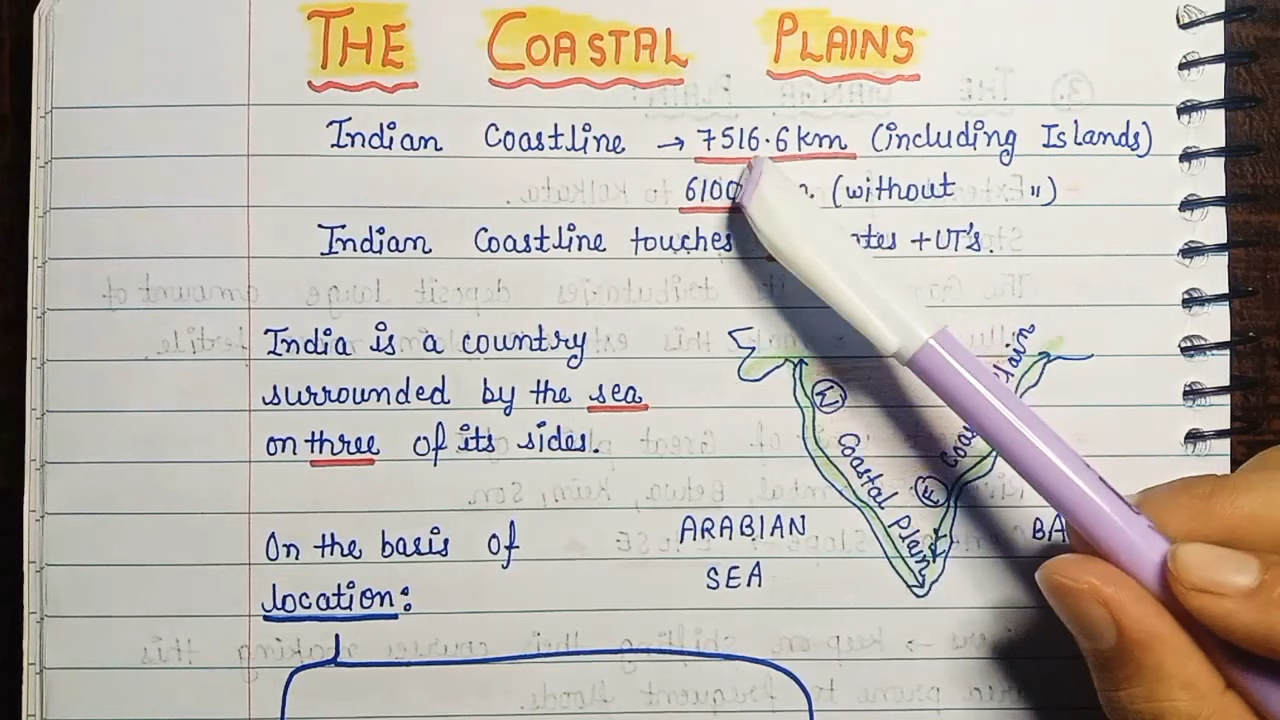 THE COASTAL PLAINS
Indian Coastline → 7516.6 km (including Islands)
6100 (without ")
Indian Coastline touches + UT's.
India is a country
surrounded by the sea
on three of its sides.
W Coastal Plain
E Plain
ARABIAN
SEA
BA
On the basis of
location: